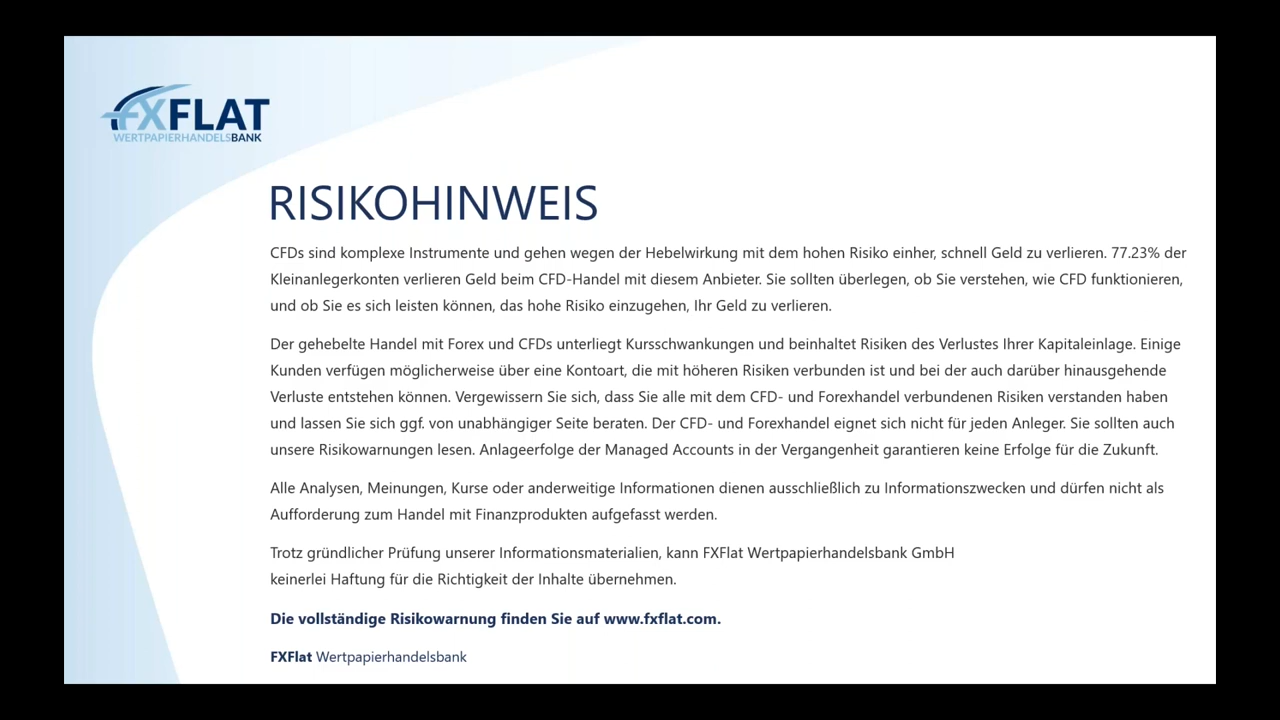 FXFLAT
WERTPAPIERHANDELSBANK
RISIKOHINWEIS
CFDs sind komplexe Instrumente und gehen wegen der Hebelwirkung mit dem hohen Risiko einher, schnell Geld zu verlieren. 77.23% der
Kleinanlegerkonten verlieren Geld beim CFD-Handel mit diesem Anbieter. Sie sollten überlegen, ob Sie verstehen, wie CFD funktionieren,
und ob Sie es sich leisten können, das hohe Risiko einzugehen, Ihr Geld zu verlieren.
Der gehebelte Handel mit Forex und CFDs unterliegt Kursschwankungen und beinhaltet Risiken des Verlustes Ihrer Kapitaleinlage. Einige
Kunden verfügen möglicherweise über eine Kontoart, die mit höheren Risiken verbunden ist und bei der auch darüber hinausgehende
Verluste entstehen können. Vergewissern Sie sich, dass Sie alle mit dem CFD- und Forexhandel verbundenen Risiken verstanden haben
und lassen Sie sich ggf. von unabhängiger Seite beraten. Der CFD- und Forexhandel eignet sich nicht für jeden Anleger. Sie sollten auch
unsere Risikowarnungen lesen. Anlageerfolge der Managed Accounts in der Vergangenheit garantieren keine Erfolge für die Zukunft.
Alle Analysen, Meinungen, Kurse oder anderweitige Informationen dienen ausschließlich zu Informationszwecken und dürfen nicht als
Aufforderung zum Handel mit Finanzprodukten aufgefasst werden.
Trotz gründlicher Prüfung unserer Informationsmaterialien, kann FXFlat Wertpapierhandelsbank GmbH
keinerlei Haftung für die Richtigkeit der Inhalte übernehmen.
Die vollständige Risikowarnung finden Sie auf www.fxflat.com.
FXFlat Wertpapierhandelsbank